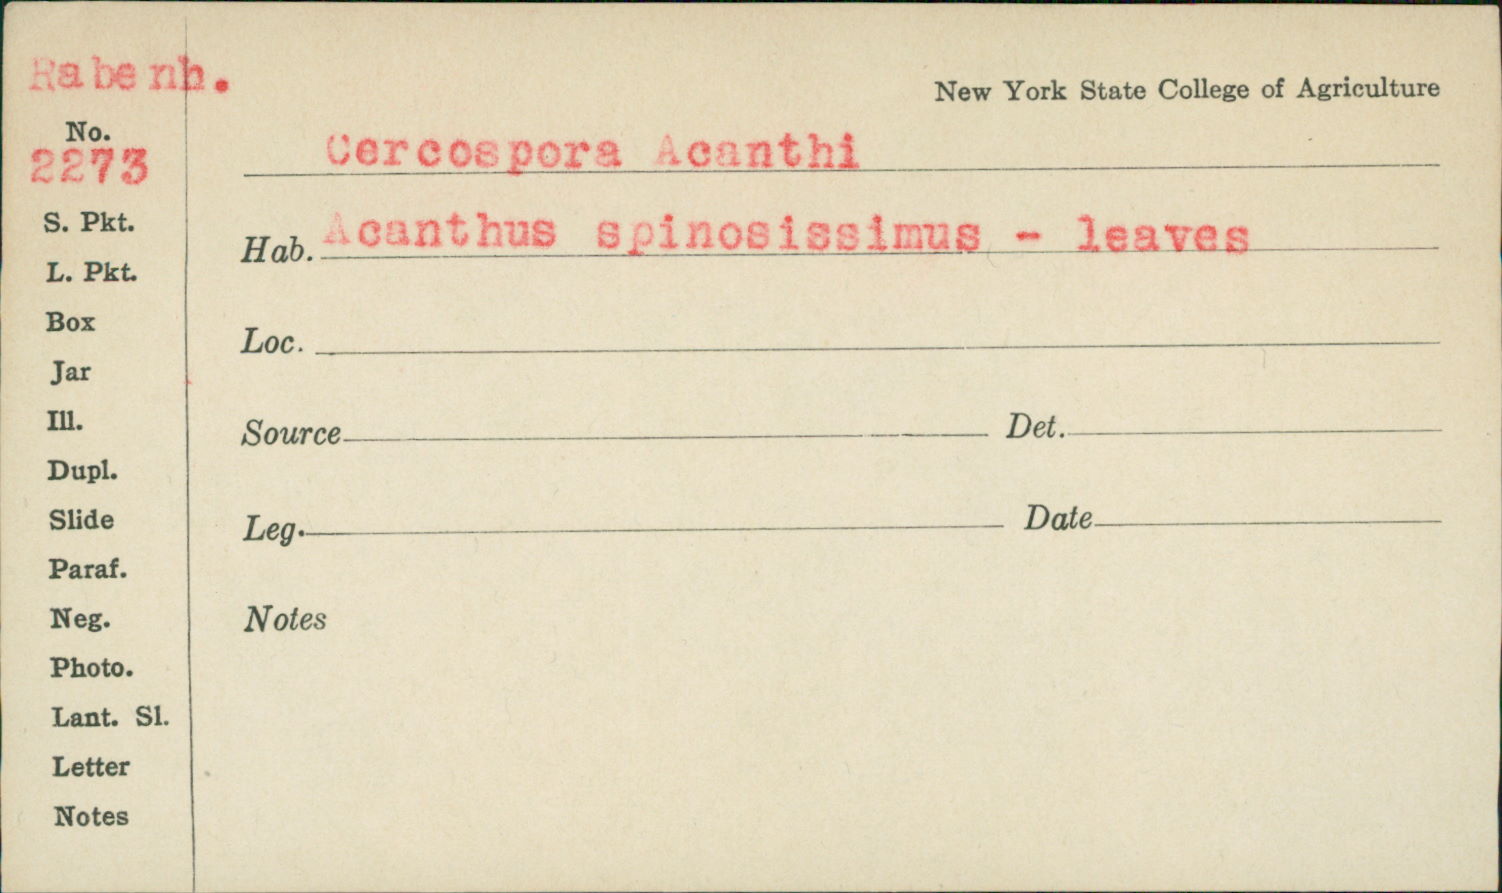 Rabenh.
New York State College of Agriculture
No.
2273
Cercospora Acanthi
Hab. Acanthus spinosissimus - leaves
S. Pkt.
L. Pkt.
Box
Loc.
Jar
Ill.
Source Det.
Dupl.
Slide
Leg. Date
Paraf.
Neg.
Notes
Photo.
Lant. Sl.
Letter
Notes